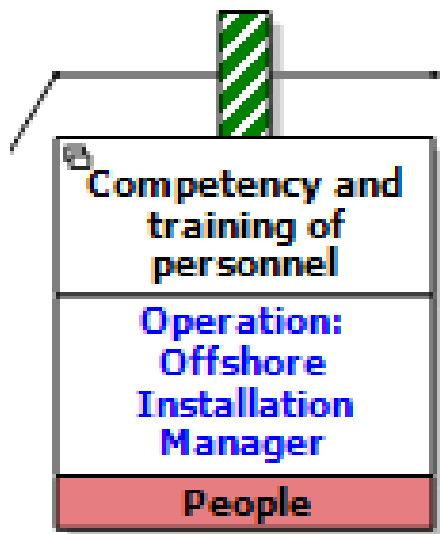 Competency and
training of
personnel
Operation:
Offshore
Installation
Manager
People